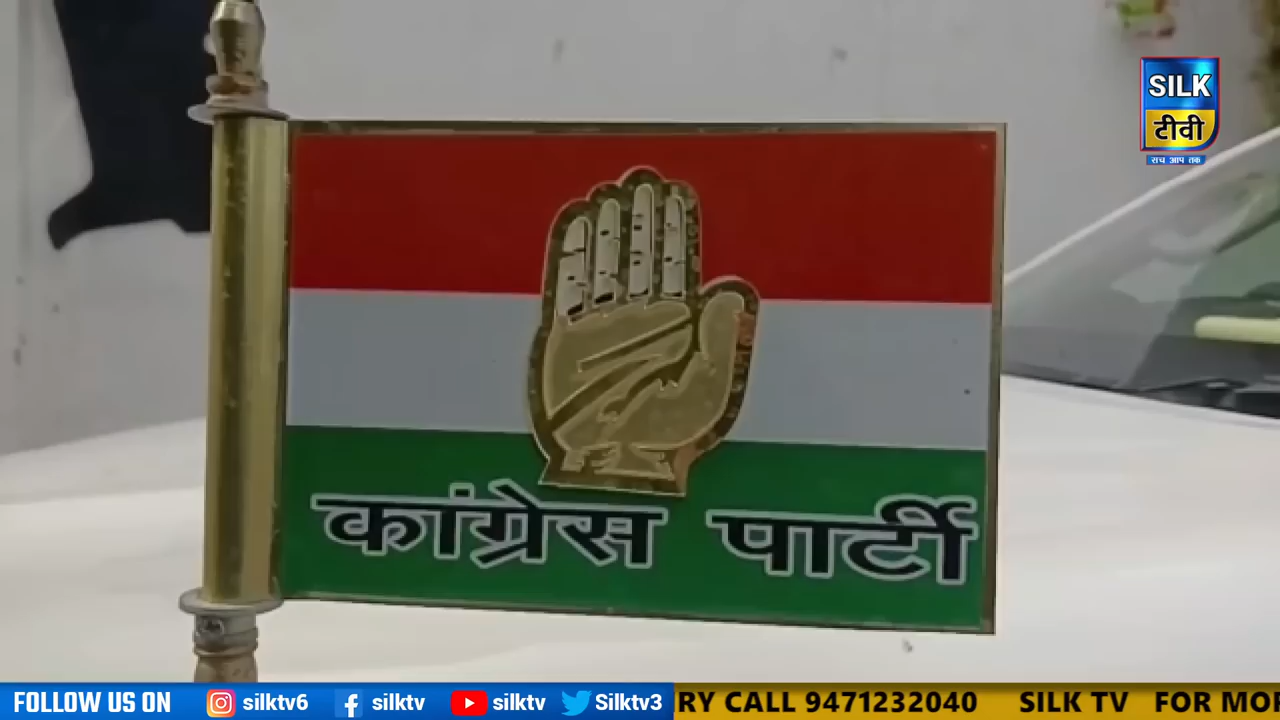 SILK
टीवी
सच आप तक
कांग्रेस पार्टी
FOLLOW US ON silktv6 silktv silktv Silktv3 RY CALL 9471232040 SILK TV FOR MO